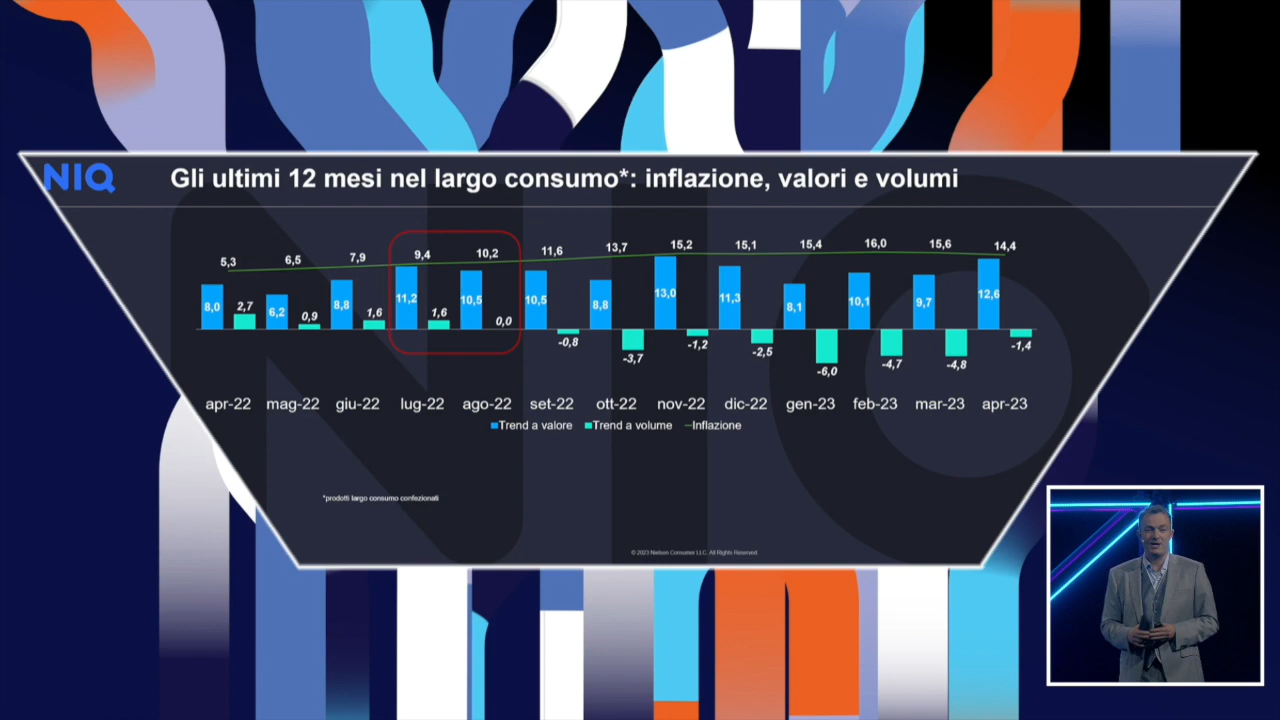 NIQ
Gli ultimi 12 mesi nel largo consumo*: inflazione, valori e volumi
5,3 6,5 7,9 9,4 10,2 11,6 13,7 15,2 15,1 15,4 16,0 15,6 14,4
8,0 6,2 8,8 11,2 10,5 10,5 8,8 13,0 11,3 8,1 10,1 9,7 12,6
2,7 0,9 1,6 1,6 0,0 -0,8 -3,7 -1,2 -2,5 -6,0 -4,7 -4,8 -1,4
apr-22 mag-22 giu-22 lug-22 ago-22 set-22 ott-22 nov-22 dic-22 gen-23 feb-23 mar-23 apr-23
Trend a valore Trend a volume Inflazione
*prodotti largo consumo confezionati
© 2023 Nielsen Consumer LLC. All Rights Reserved